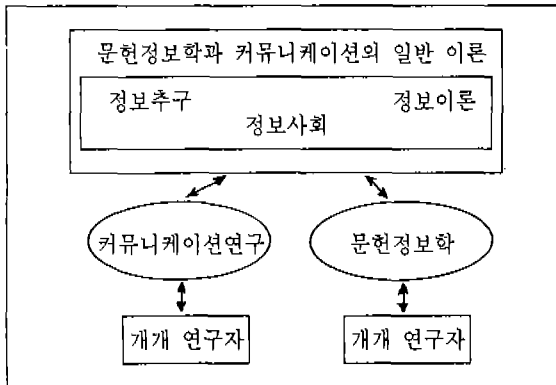 문헌정보학과 커뮤니케이션의 일반 이론
정보추구 정보이론
정보사회
커뮤니케이션연구 문헌정보학
개개 연구자 개개 연구자